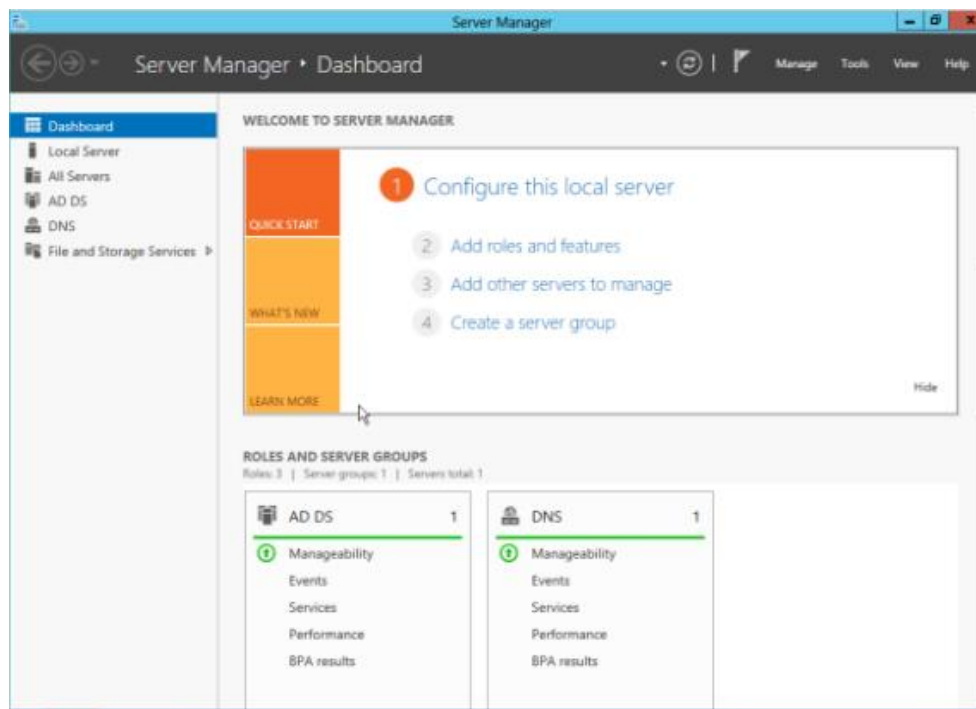 Server Manager
Server Manager • Dashboard
Manage Tools View Help
Dashboard
Local Server
All Servers
AD DS
DNS
File and Storage Services
WELCOME TO SERVER MANAGER
QUICK START
WHAT'S NEW
LEARN MORE
1 Configure this local server
2 Add roles and features
3 Add other servers to manage
4 Create a server group
Hide
ROLES AND SERVER GROUPS
Roles: 3 | Server groups: 1 | Servers total: 1
AD DS 1
Manageability
Events
Services
Performance
BPA results
DNS 1
Manageability
Events
Services
Performance
BPA results